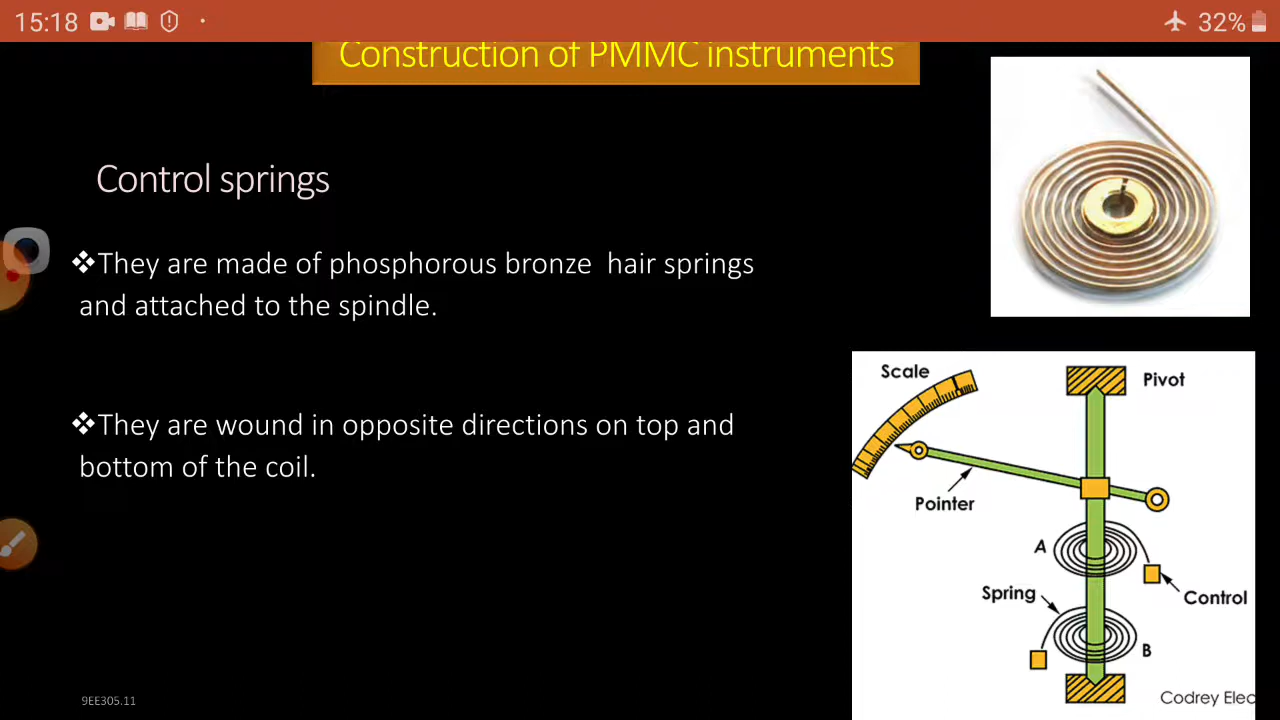 15:18
32%
Construction of PMMC instruments
Control springs
❖They are made of phosphorous bronze  hair springs
and attached to the spindle.
❖They are wound in opposite directions on top and
bottom of the coil.
Scale
Pivot
Pointer
A
Spring
Control
B
Codrey Elec
9EE305.11